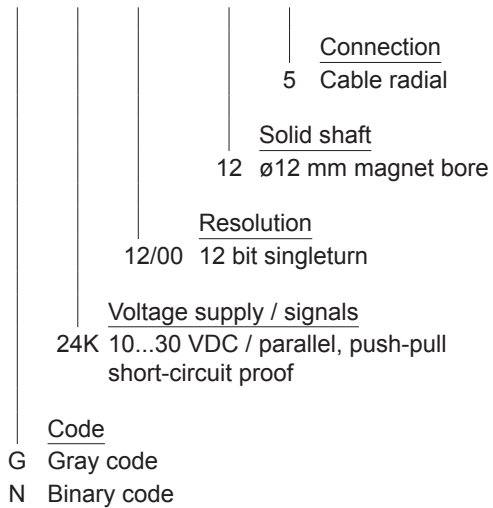 Connection
5 Cable radial
Solid shaft
12 ø12 mm magnet bore
Resolution
12/00 12 bit singleturn
Voltage supply / signals
24K 10...30 VDC / parallel, push-pull
short-circuit proof
Code
G Gray code
N Binary code